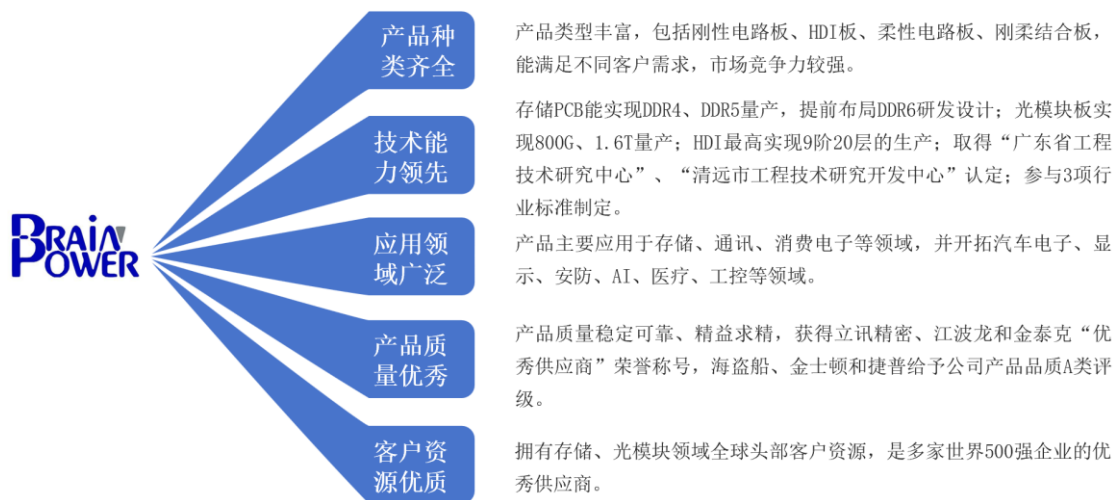 BRAIN
POWER
产品种
类齐全
产品类型丰富，包括刚性电路板、HDI板、柔性电路板、刚柔结合板，
能满足不同客户需求，市场竞争力较强。
技术能
力领先
存储PCB能实现DDR4、DDR5量产，提前布局DDR6研发设计；光模块板实
现800G、1.6T量产；HDI最高实现9阶20层的生产；取得“广东省工程
技术研究中心”、“清远市工程技术研究开发中心”认定；参与3项行
业标准制定。
应用领
域广泛
产品主要应用于存储、通讯、消费电子等领域，并开拓汽车电子、显
示、安防、AI、医疗、工控等领域。
产品质
量优秀
产品质量稳定可靠、精益求精，获得立讯精密、江波龙和金泰克“优
秀供应商”荣誉称号，海盗船、金士顿和捷普给予公司产品品质A类评
级。
客户资
源优质
拥有存储、光模块领域全球头部客户资源，是多家世界500强企业的优
秀供应商。